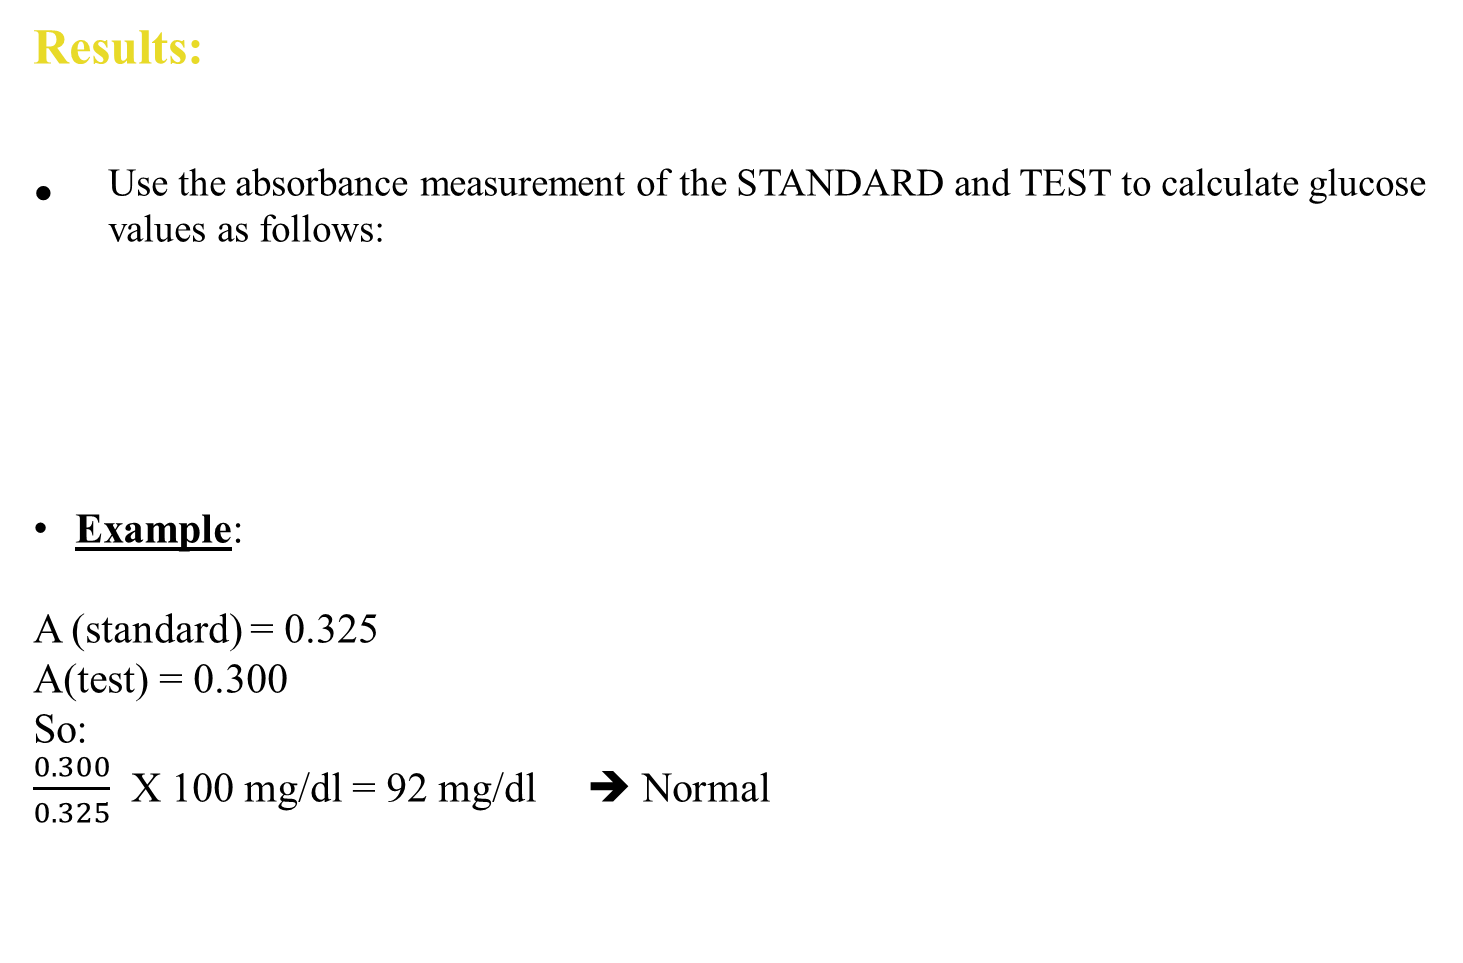 Results:
• Use the absorbance measurement of the STANDARD and TEST to calculate glucose
values as follows:
• Example:
A (standard) = 0.325
A(test) = 0.300
So:
0.300
0.325
X 100 mg/dl = 92 mg/dl ➔ Normal